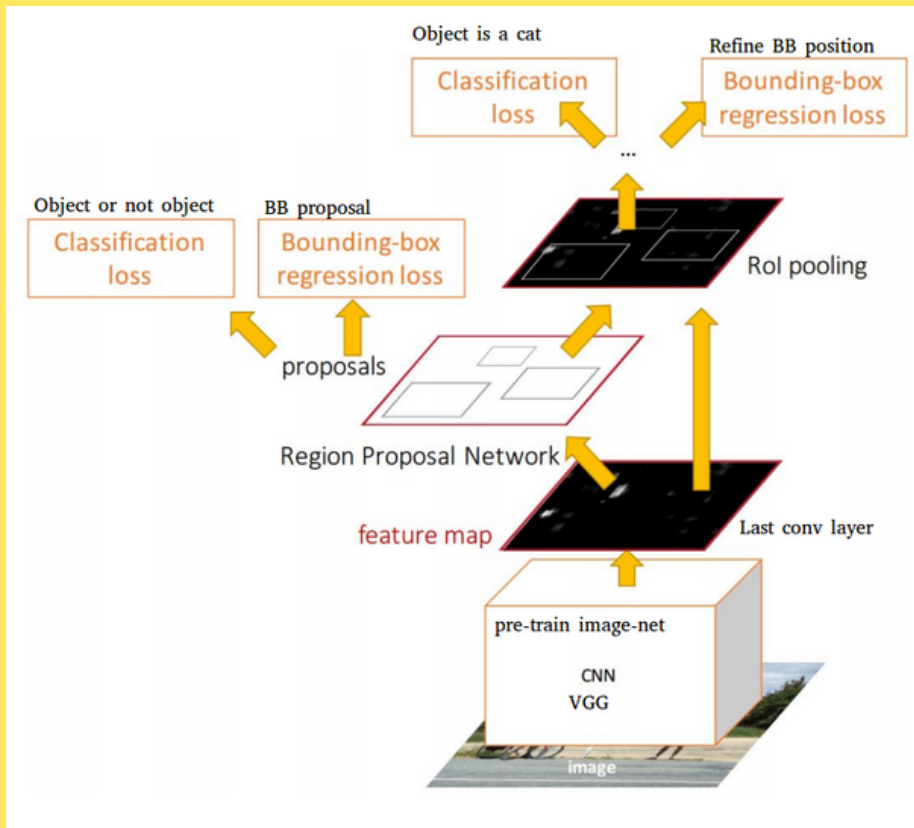 Object is a cat
Classification
loss
Refine BB position
Bounding-box
regression loss
...
Object or not object
Classification
loss
BB proposal
Bounding-box
regression loss
RoI pooling
proposals
Region Proposal Network
feature map
Last conv layer
pre-train image-net
CNN
VGG
image